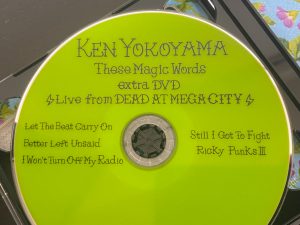 KEN YOKOYAMA
These Magic Words
extra DVD
Live from DEAD AT MEGA CITY
Let The Beat Carry On
Better Left Unsaid
I Won't Turn Off My Radio
Still I Got To Fight
Ricky Punks III